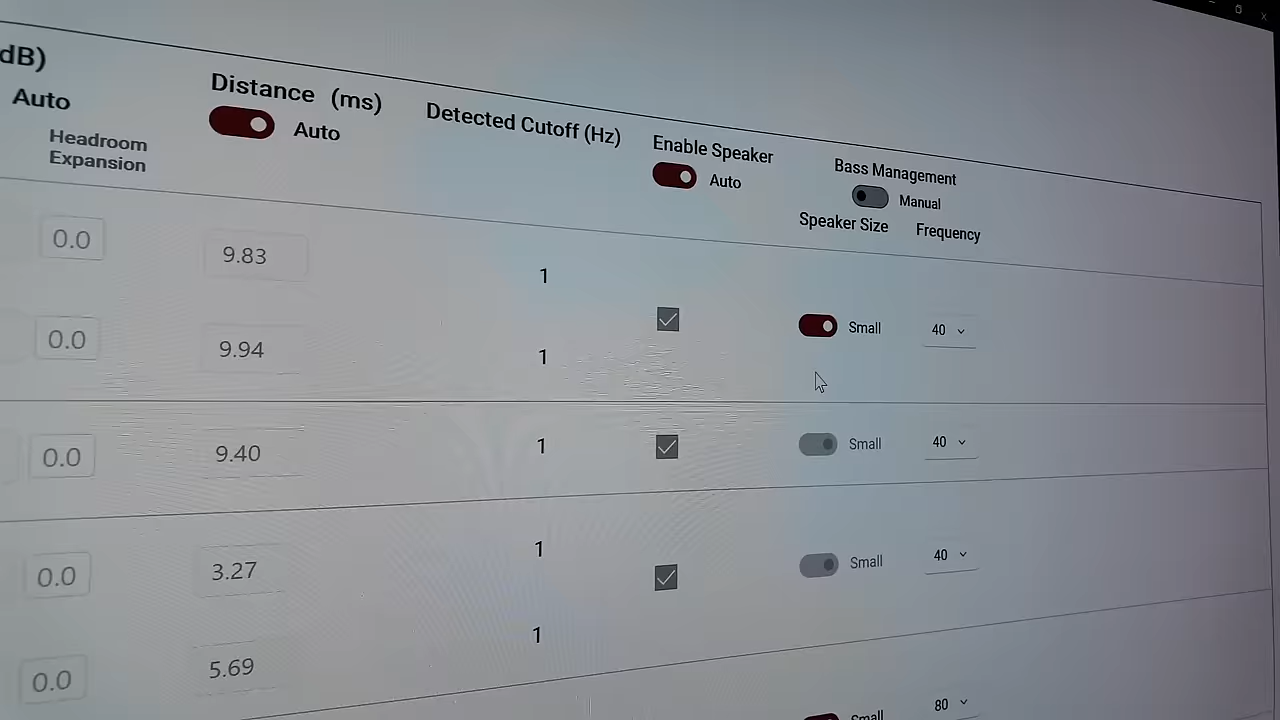 dB)
Auto
Headroom
Expansion
Distance (ms)
Auto
Detected Cutoff (Hz)
Enable Speaker
Auto
Bass Management
Manual
Speaker Size Frequency
0.0 9.83 1
Small 40
0.0 9.94 1
0.0 9.40 1 Small 40
0.0 3.27 1
Small 40
0.0 5.69 1
Small 80